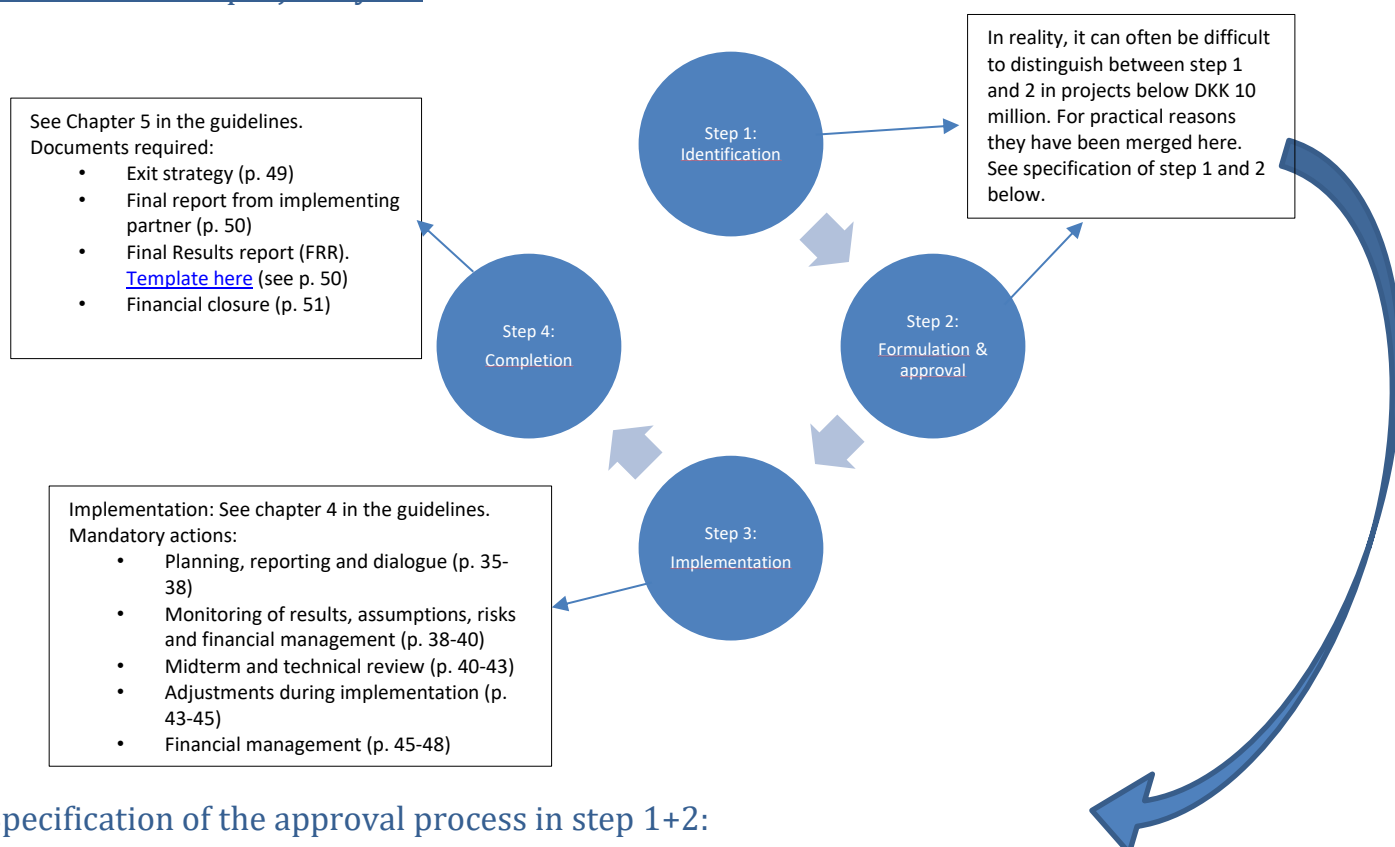 In reality, it can often be difficult
to distinguish between step 1
and 2 in projects below DKK 10
million. For practical reasons
they have been merged here.
See specification of step 1 and 2
below.
Step 1:
Identification
See Chapter 5 in the guidelines.
Documents required:
• Exit strategy (p. 49)
• Final report from implementing
partner (p. 50)
• Final Results report (FRR).
Template here (see p. 50)
• Financial closure (p. 51)
Step 2:
Formulation &
approval
Step 4:
Completion
Implementation: See chapter 4 in the guidelines.
Mandatory actions:
• Planning, reporting and dialogue (p. 35-
38)
• Monitoring of results, assumptions, risks
and financial management (p. 38-40)
• Midterm and technical review (p. 40-43)
• Adjustments during implementation (p.
43-45)
• Financial management (p. 45-48)
Step 3:
Implementation
pecification of the approval process in step 1+2: